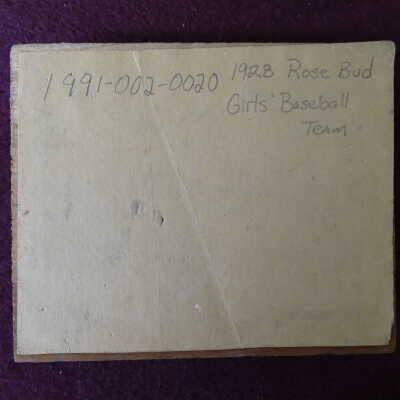 1991-002-0020
1928 Rose Bud
Girls' Baseball
Team